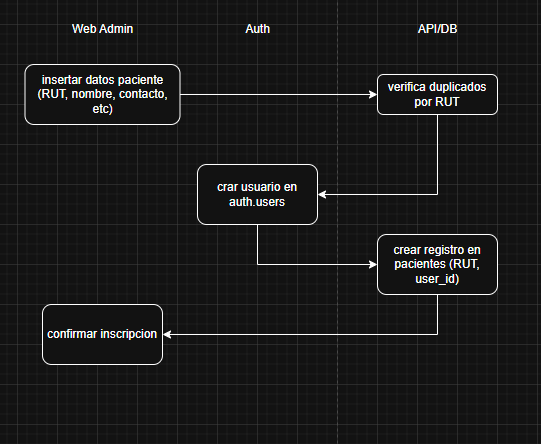 Web Admin
Auth
API/DB
insertar datos paciente
(RUT, nombre, contacto,
etc)
verifica duplicados
por RUT
crar usuario en
auth.users
crear registro en
pacientes (RUT,
user_id)
confirmar inscripcion